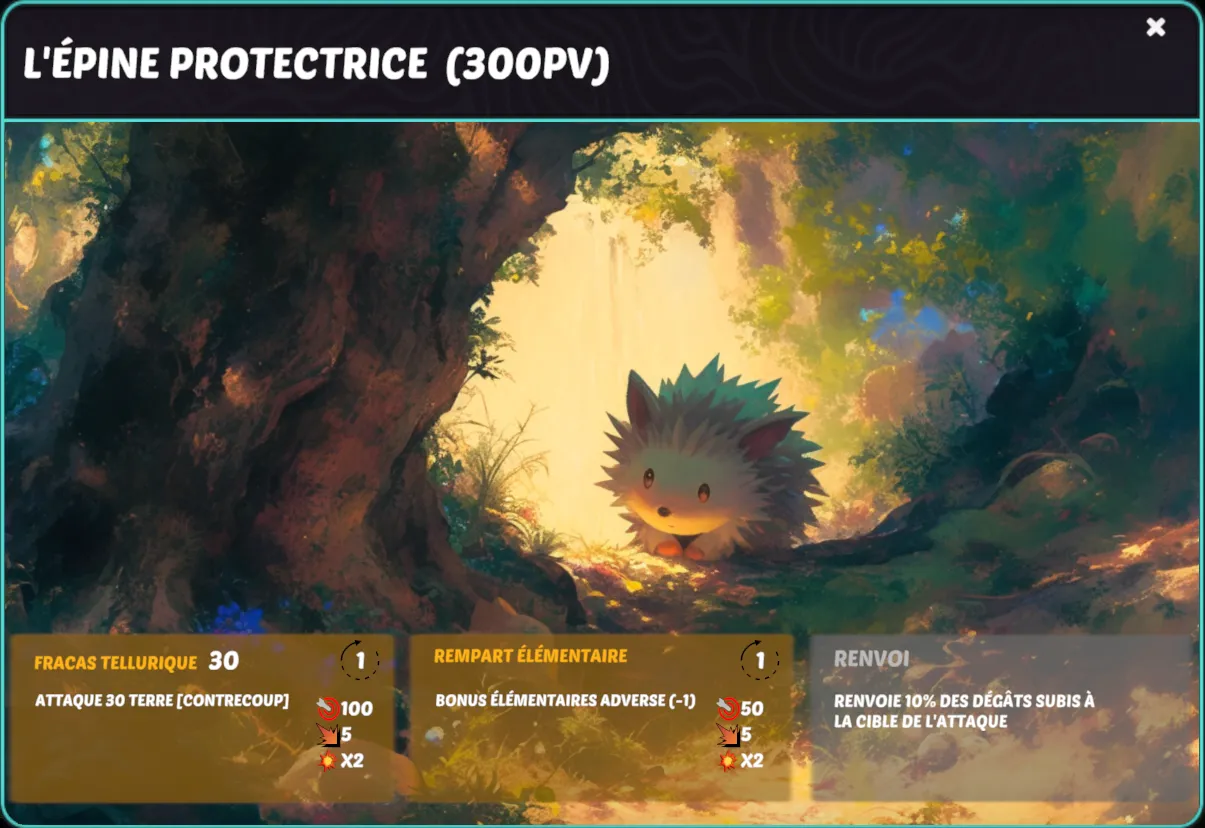 L'ÉPINE PROTECTRICE (300PV)
FRACAS TELLURIQUE 30
1
ATTAQUE 30 TERRE [CONTRECOUP]
100
5
X2
REMPART ÉLÉMENTAIRE
1
BONUS ÉLÉMENTAIRES ADVERSE (-1)
50
5
X2
RENVOI
RENVOIE 10% DES DÉGÂTS SUBIS À
LA CIBLE DE L'ATTAQUE